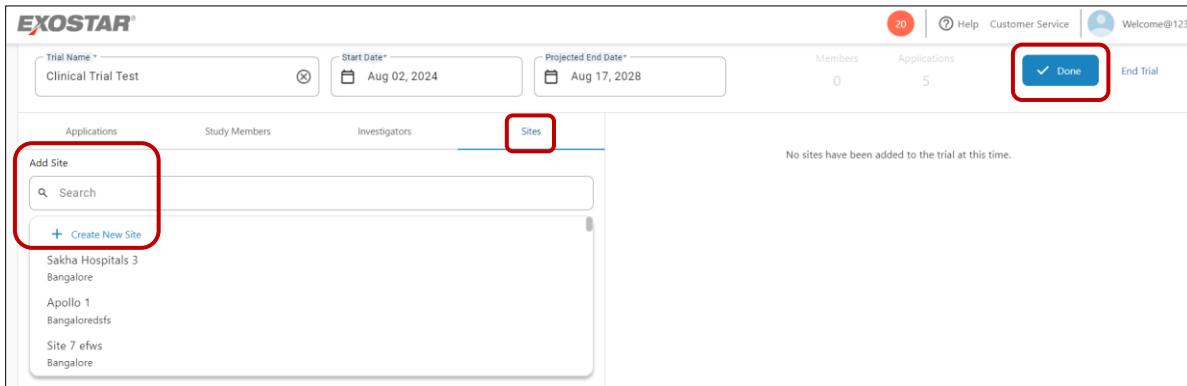 EXOSTAR®
20 Help Customer Service Welcome@123
Trial Name * Start Date* Projected End Date* Members Applications
Clinical Trial Test Aug 02, 2024 Aug 17, 2028 0 5 Done End Trial
Applications Study Members Investigators Sites
Add Site
No sites have been added to the trial at this time.
Search
+ Create New Site
Sakha Hospitals 3
Bangalore
Apollo 1
Bangaloredsfs
Site 7 efws
Bangalore